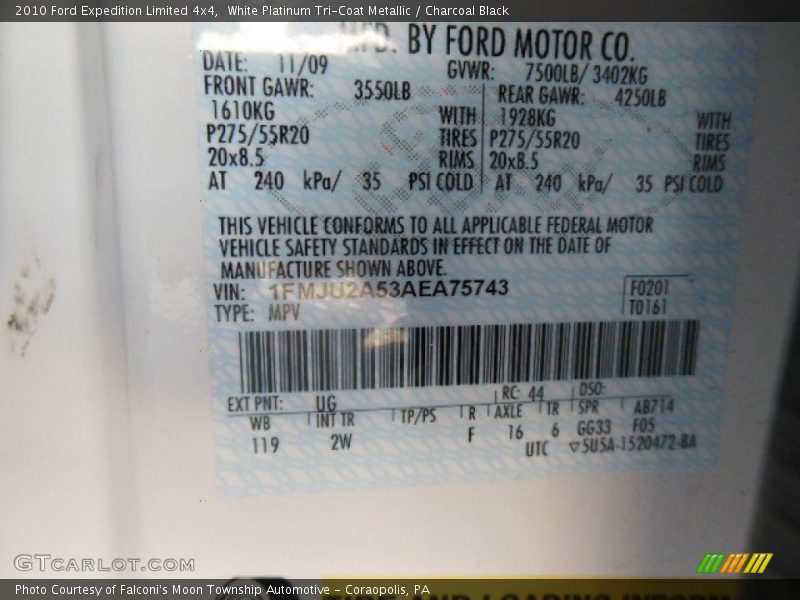 2010 Ford Expedition Limited 4x4, White Platinum Tri-Coat Metallic / Charcoal Black
MFD. BY FORD MOTOR CO.
DATE: 11/09 GVWR: 7500LB/ 3402KG
FRONT GAWR: 3550LB REAR GAWR: 4250LB
1610KG WITH 1928KG WITH
P275/55R20 TIRES P275/55R20 TIRES
20x8.5 RIMS 20x8.5 RIMS
AT 240 kPa/ 35 PSI COLD AT 240 kPa/ 35 PSI COLD
THIS VEHICLE CONFORMS TO ALL APPLICABLE FEDERAL MOTOR
VEHICLE SAFETY STANDARDS IN EFFECT ON THE DATE OF
MANUFACTURE SHOWN ABOVE.
VIN: 1FMJU2A53AEA75743 F0201
TYPE: MPV T0161
EXT PNT: UG RC: 44 DSO:
WB INT TR TP/PS R AXLE TR SPR AB714
119 2W F 16 6 GG33 F05
UTC ▽5U5A-1520472-BA
GTCARLOT.COM
Photo Courtesy of Falconi's Moon Township Automotive - Coraopolis, PA